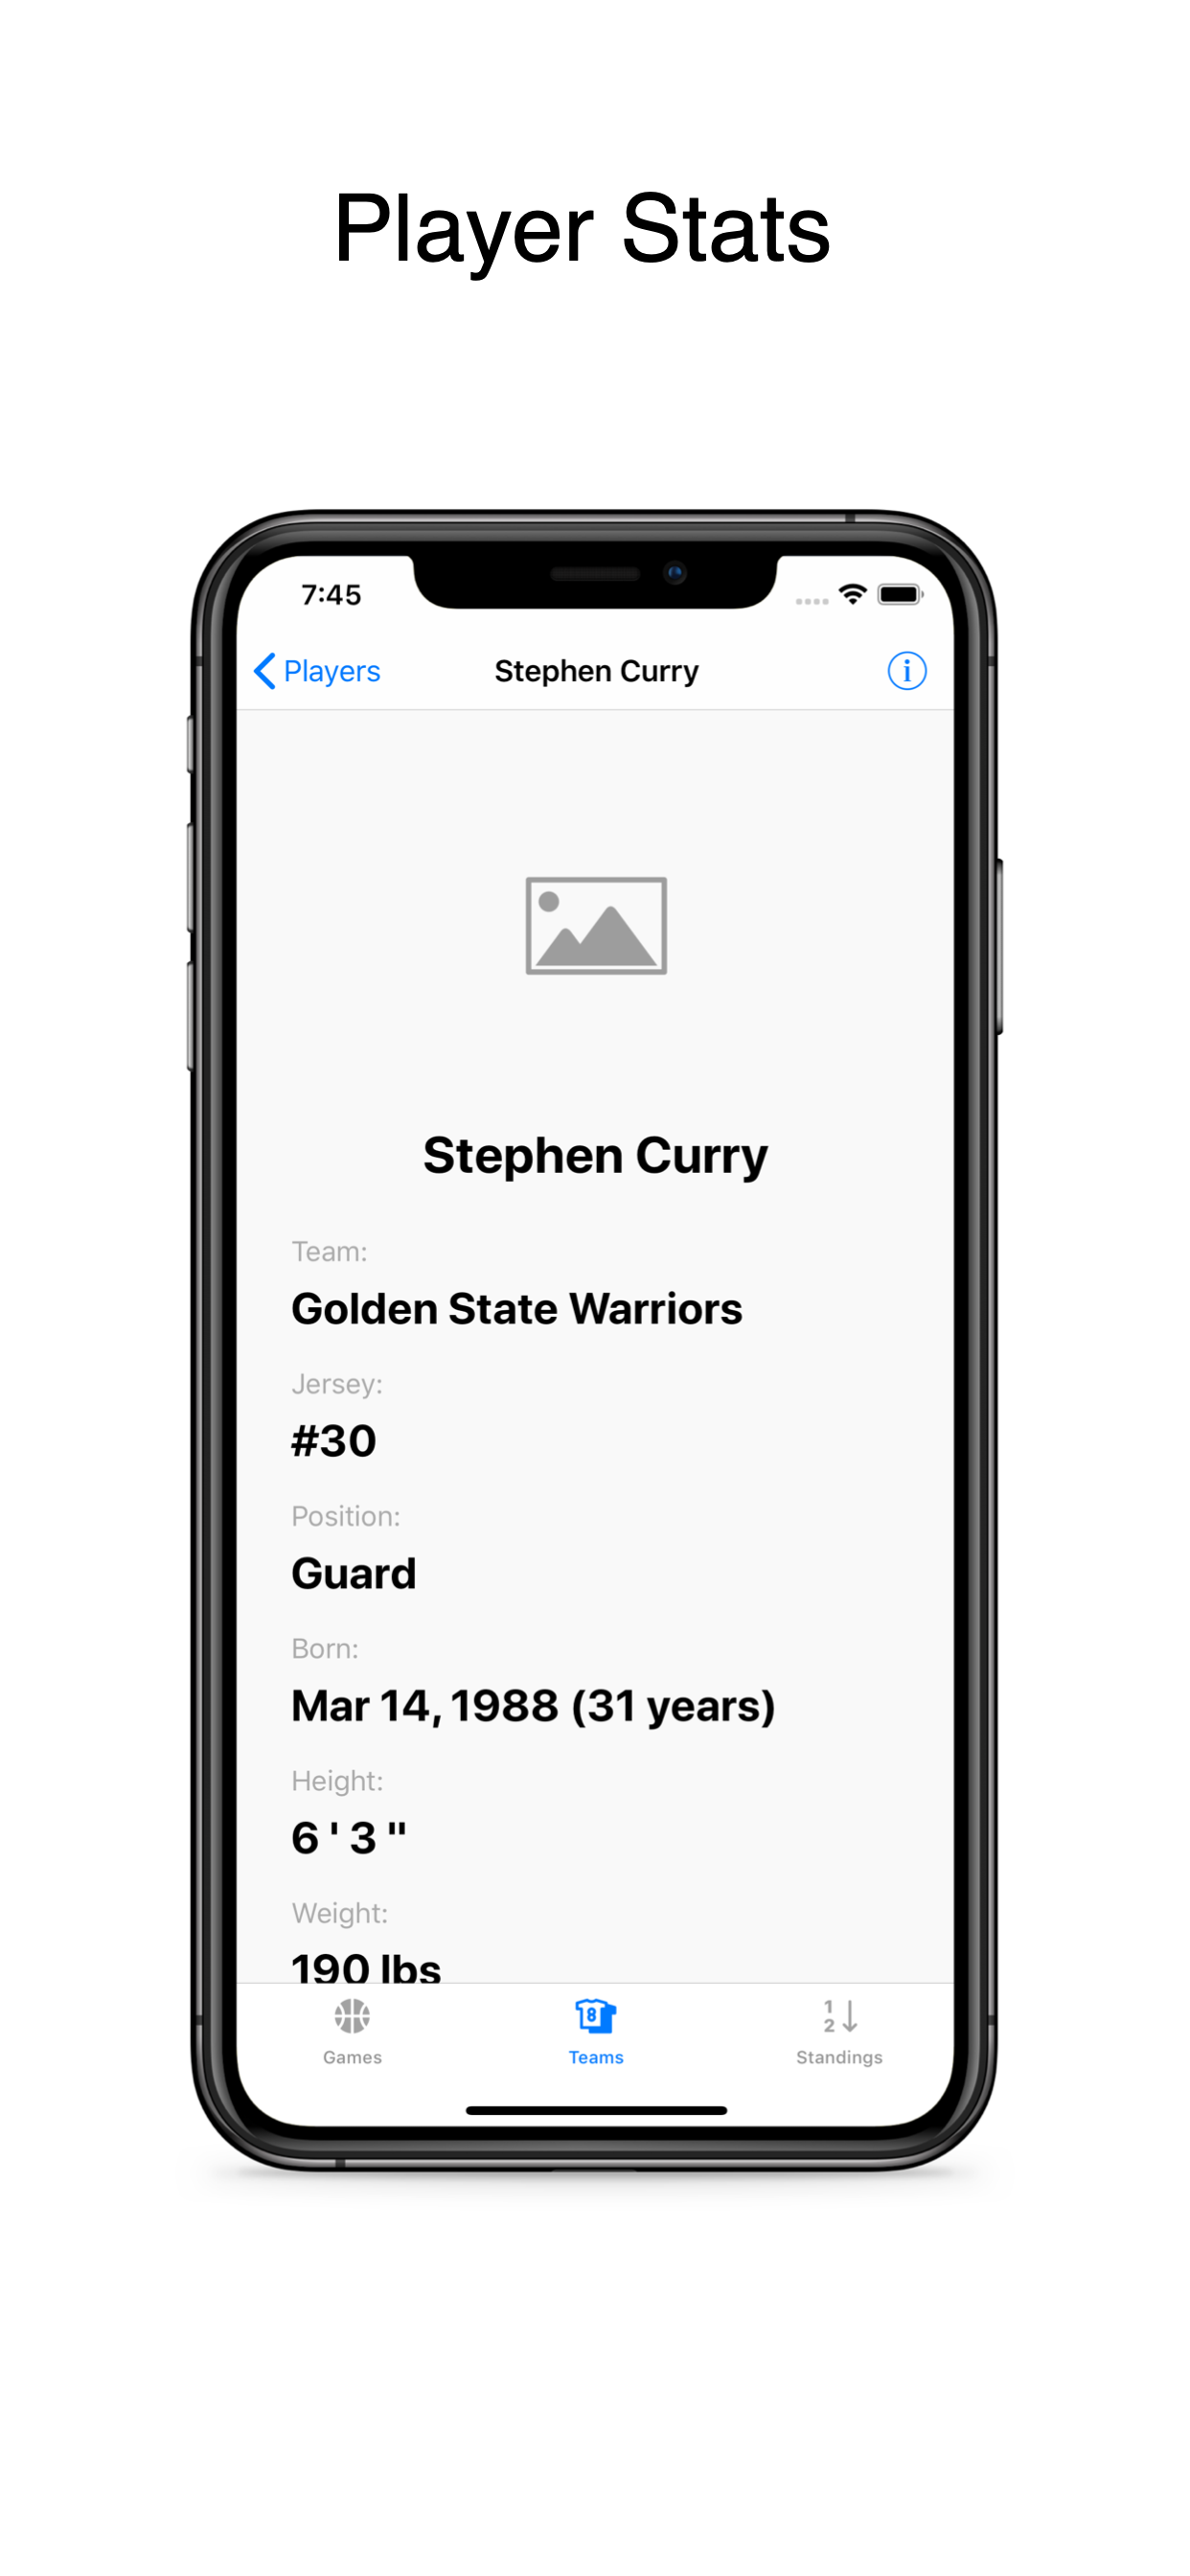 Player Stats
7:45
Players
Stephen Curry
i
Stephen Curry
Team:
Golden State Warriors
Jersey:
#30
Position:
Guard
Born:
Mar 14, 1988 (31 years)
Height:
6 ' 3 "
Weight:
190 lbs
8
1
2
Games
Teams
Standings